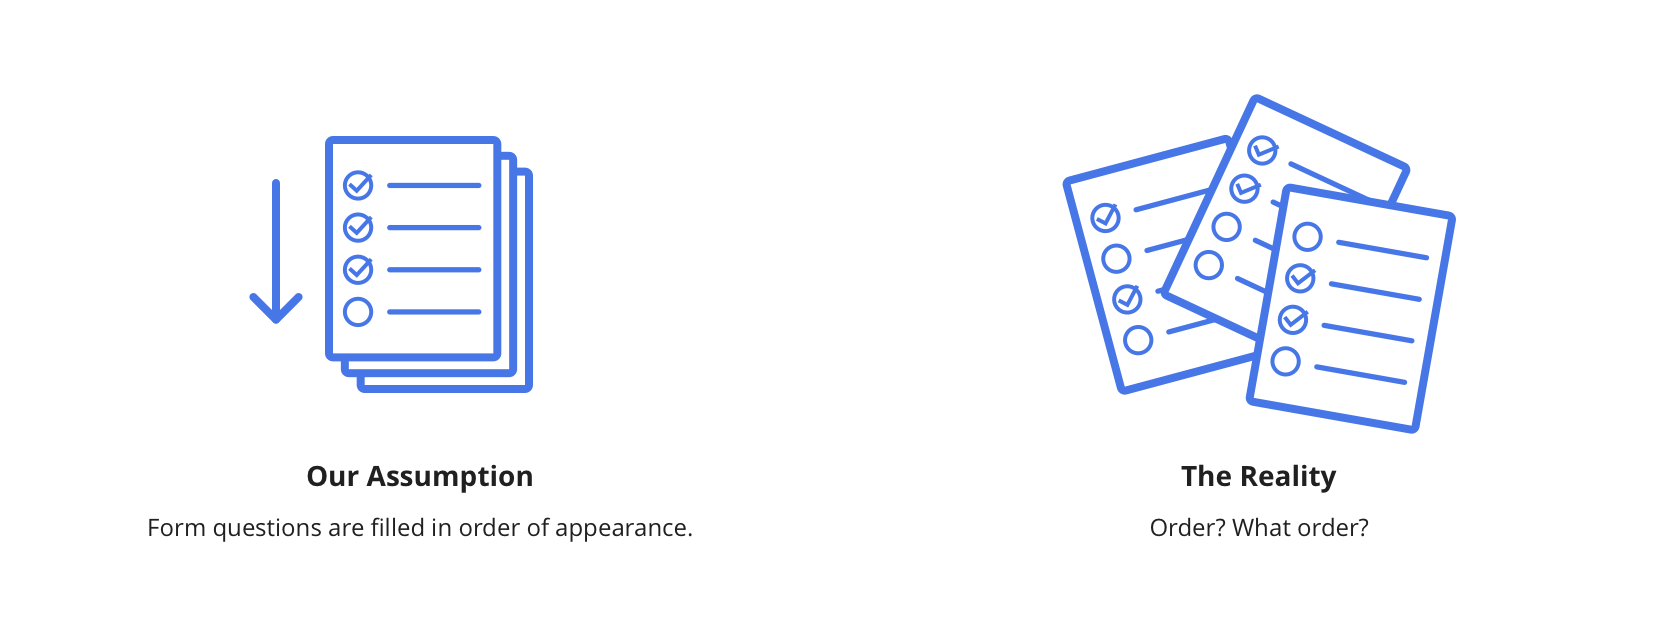 Our Assumption
Form questions are filled in order of appearance.
The Reality
Order? What order?